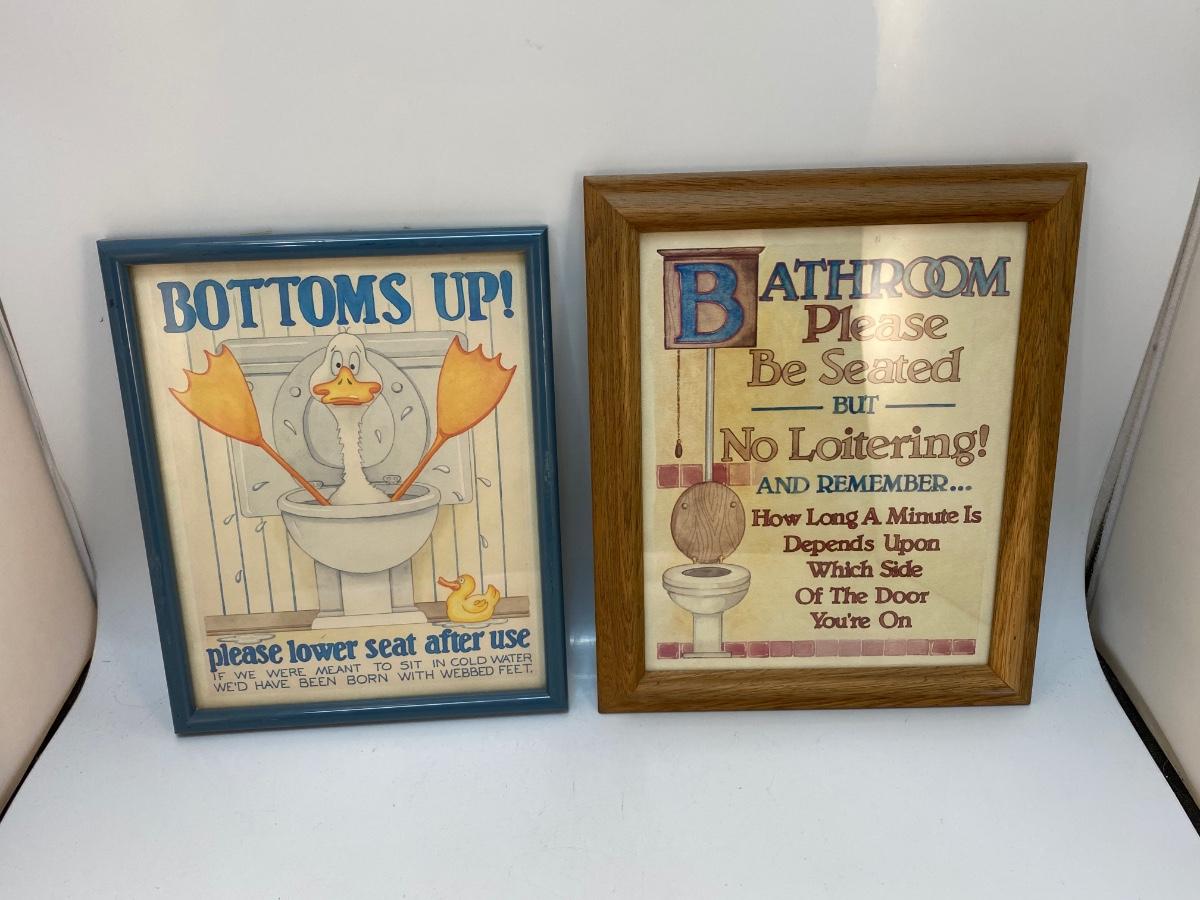 BOTTOMS UP!
please lower seat after use
IF WE WERE MEANT TO SIT IN COLD WATER
WE'D HAVE BEEN BORN WITH WEBBED FEET.
BATHROOM
Please
Be Seated
BUT
No Loitering!
AND REMEMBER...
How Long A Minute Is
Depends Upon
Which Side
Of The Door
You're On